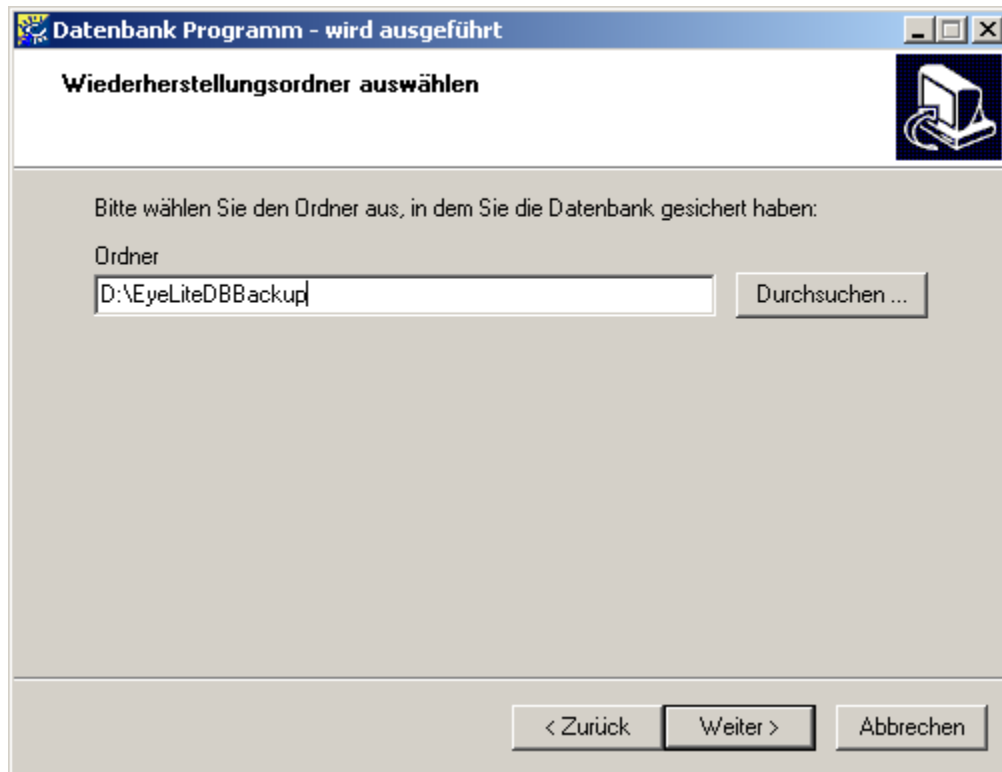 Datenbank Programm - wird ausgeführt
Wiederherstellungsordner auswählen
Bitte wählen Sie den Ordner aus, in dem Sie die Datenbank gesichert haben:
Ordner
D:\EyeLiteDBBackup
Durchsuchen ...
< Zurück
Weiter >
Abbrechen